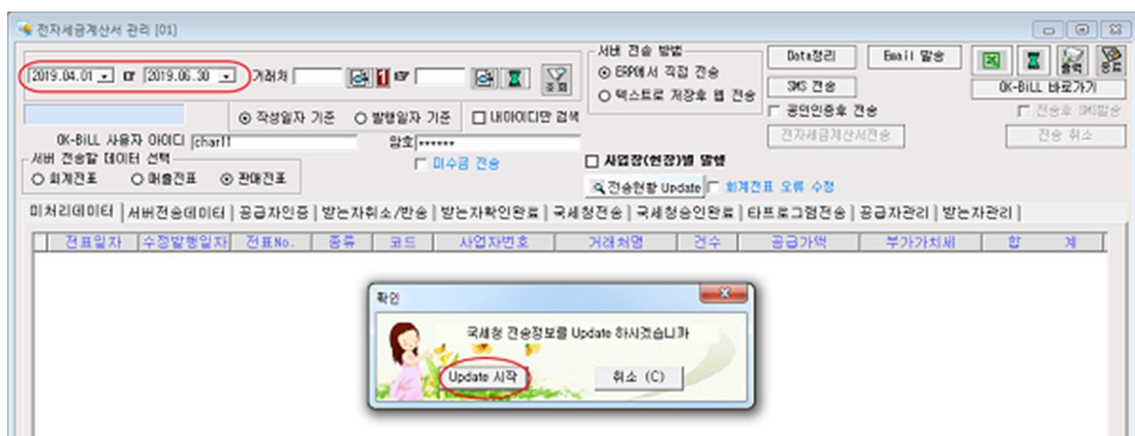 전자세금계산서 관리 [01]
서버 전송 방법
Data정리
Email 발송
2019.04.01
2019.06.30
거래처
조회
ERP에서 직접 전송
출력
종료
SMS 전송
OK-BiLL 바로가기
텍스트로 저장후 웹 전송
공인인증후 전송
전송후 SMS발송
작성일자 기준
발행일자 기준
내아이디만 검색
전자세금계산서전송
전송 취소
OK-BiLL 사용자 아이디
char11
암호
******
미수금 전송
사업장(현장)별 발행
서버 전송할 데이터 선택
회계전표
매출전표
판매전표
전송현황 Update
회계전표 오류 수정
미처리데이터
서버전송데이터
공급자인증
받는자취소/반송
받는자확인완료
국세청전송
국세청승인완료
타프로그램전송
공급자관리
받는자관리
전표일자
수정발행일자
전표No.
종류
코드
사업자번호
거래처명
건수
공급가액
부가가치세
합 계
확인
국세청 전송정보를 Update 하시겠습니까
Update 시작
취소 (C)